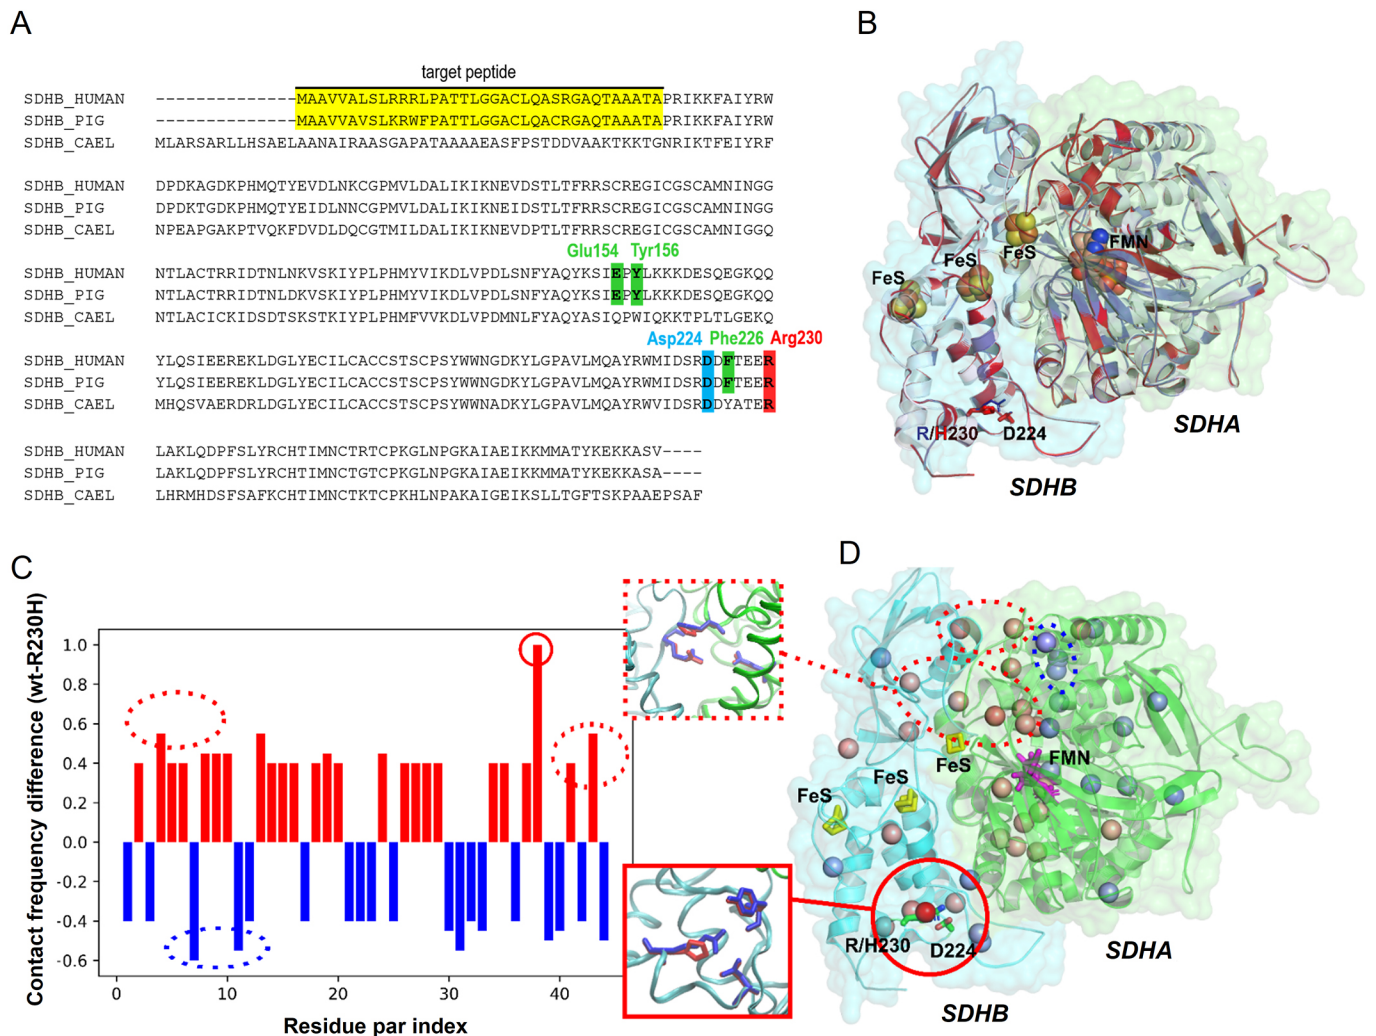 A
target peptide
SDHB_HUMAN --------------MAAVVALSLRRRLPATTLGGACLQASRGAQTAAATAPRIKKFAIYRW
SDHB_PIG --------------MAAVVAVSLKRWFPATTLGGACLQACRGAQTAAATAPRIKKFAIYRW
SDHB_CAEL MLARSARLLHSAELAANAIRAASGAPATAAAAEASFPSTDDVAAKTKKTGNRIKTFEIYRF
SDHB_HUMAN DPDKAGDKPHMQTYEVDLNKCGPMVLDALIKIKNEVDSTLTFRRSCREGICGSCAMNINGG
SDHB_PIG DPDKTGDKPHMQTYEIDLNNCGPMVLDALIKIKNEIDSTLTFRRSCREGICGSCAMNINGG
SDHB_CAEL NPEAPGAKPTVQKFDVDLDQCGTMILDALIKIKNEVDPTLTFRRSCREGICGSCAMNIGGQ
Glu154 Tyr156
SDHB_HUMAN NTLACTRRIDTNLNKVSKIYPLPHMYVIKDLVPDLSNFYAQYKSIEPYLKKKDESQEGKQQ
SDHB_PIG NTLACTRRIDTNLDKVSKIYPLPHMYVIKDLVPDLSNFYAQYKSIEPYLKKKDESQEGKQQ
SDHB_CAEL NTLACICKIDSDTSKSTKIYPLPHMFVVKDLVPDMNLFYAQYASIQPWIQKKTPLTLGEKQ
Asp224 Phe226 Arg230
SDHB_HUMAN YLQSIEEREKLDGLYECILCACCSTSCPSYWWNGDKYLGPAVLMQAYRWMIDSRDDFTEER
SDHB_PIG YLQSIEEREKLDGLYECILCACCSTSCPSYWWNGDKYLGPAVLMQAYRWMIDSRDDFTEER
SDHB_CAEL MHQSVAERDRLDGLYECILCACCSTSCPSYWWNADKYLGPAVLMQAYRWVIDSRDDYATER
SDHB_HUMAN LAKLQDPFSLYRCHTIMNCTRTCPKGLNPGKAIAEIKKMMATYKEKKASV----
SDHB_PIG LAKLQDPFSLYRCHTIMNCTGTCPKGLNPGKAIAEIKKMMATYKEKKASA----
SDHB_CAEL LHRMHDSFSAFKCHTIMNCTKTCPKHLNPAKAIGEIKSLLTGFTSKPAAEPSAF
B
FeS
FeS
FeS
FMN
R/H230
D224
SDHA
SDHB
C
Contact frequency difference (wt-R230H)
1.0
0.8
0.6
0.4
0.2
0.0
-0.2
-0.4
-0.6
0 10 20 30 40
Residue par index
D
FMN
FeS
FeS
FeS
R/H230
D224
SDHA
SDHB